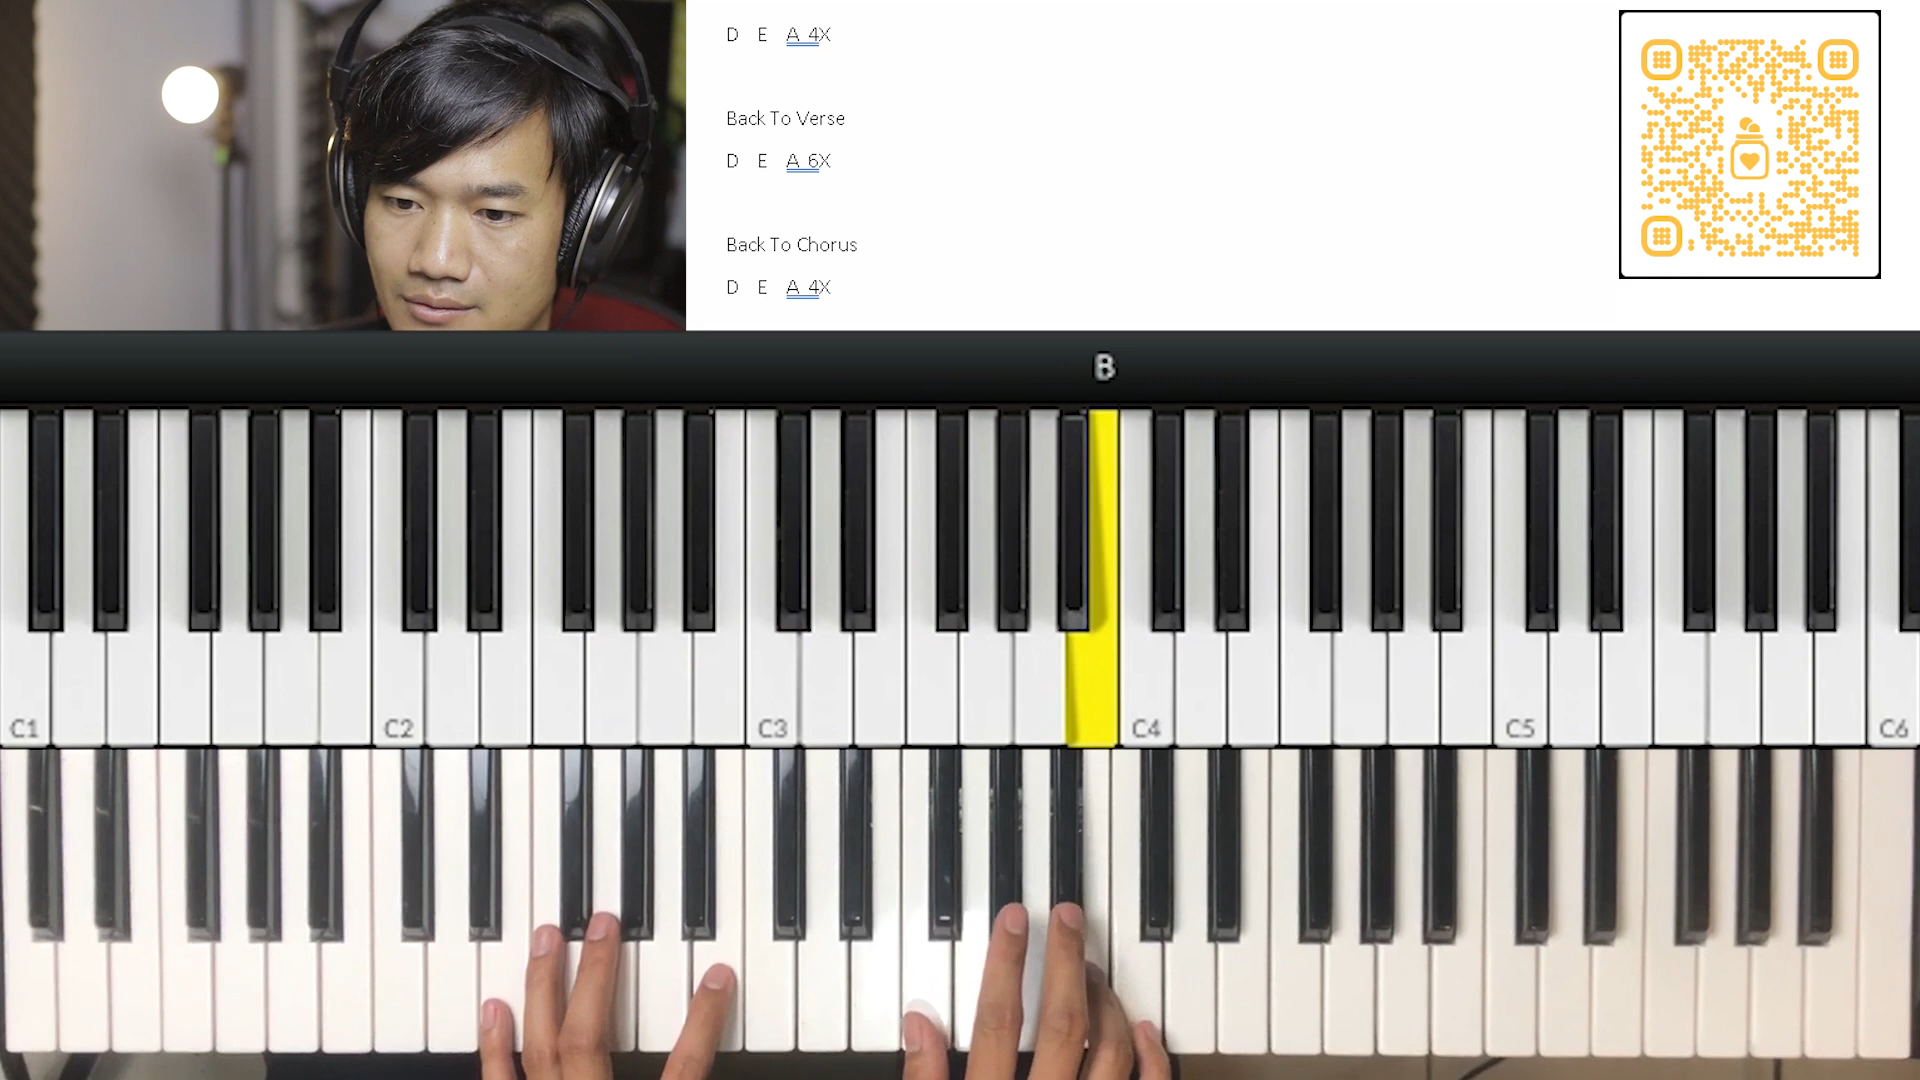 D E A 4X
Back To Verse
D E A 6X
Back To Chorus
D E A 4X
B
C1 C2 C3 C4 C5 C6